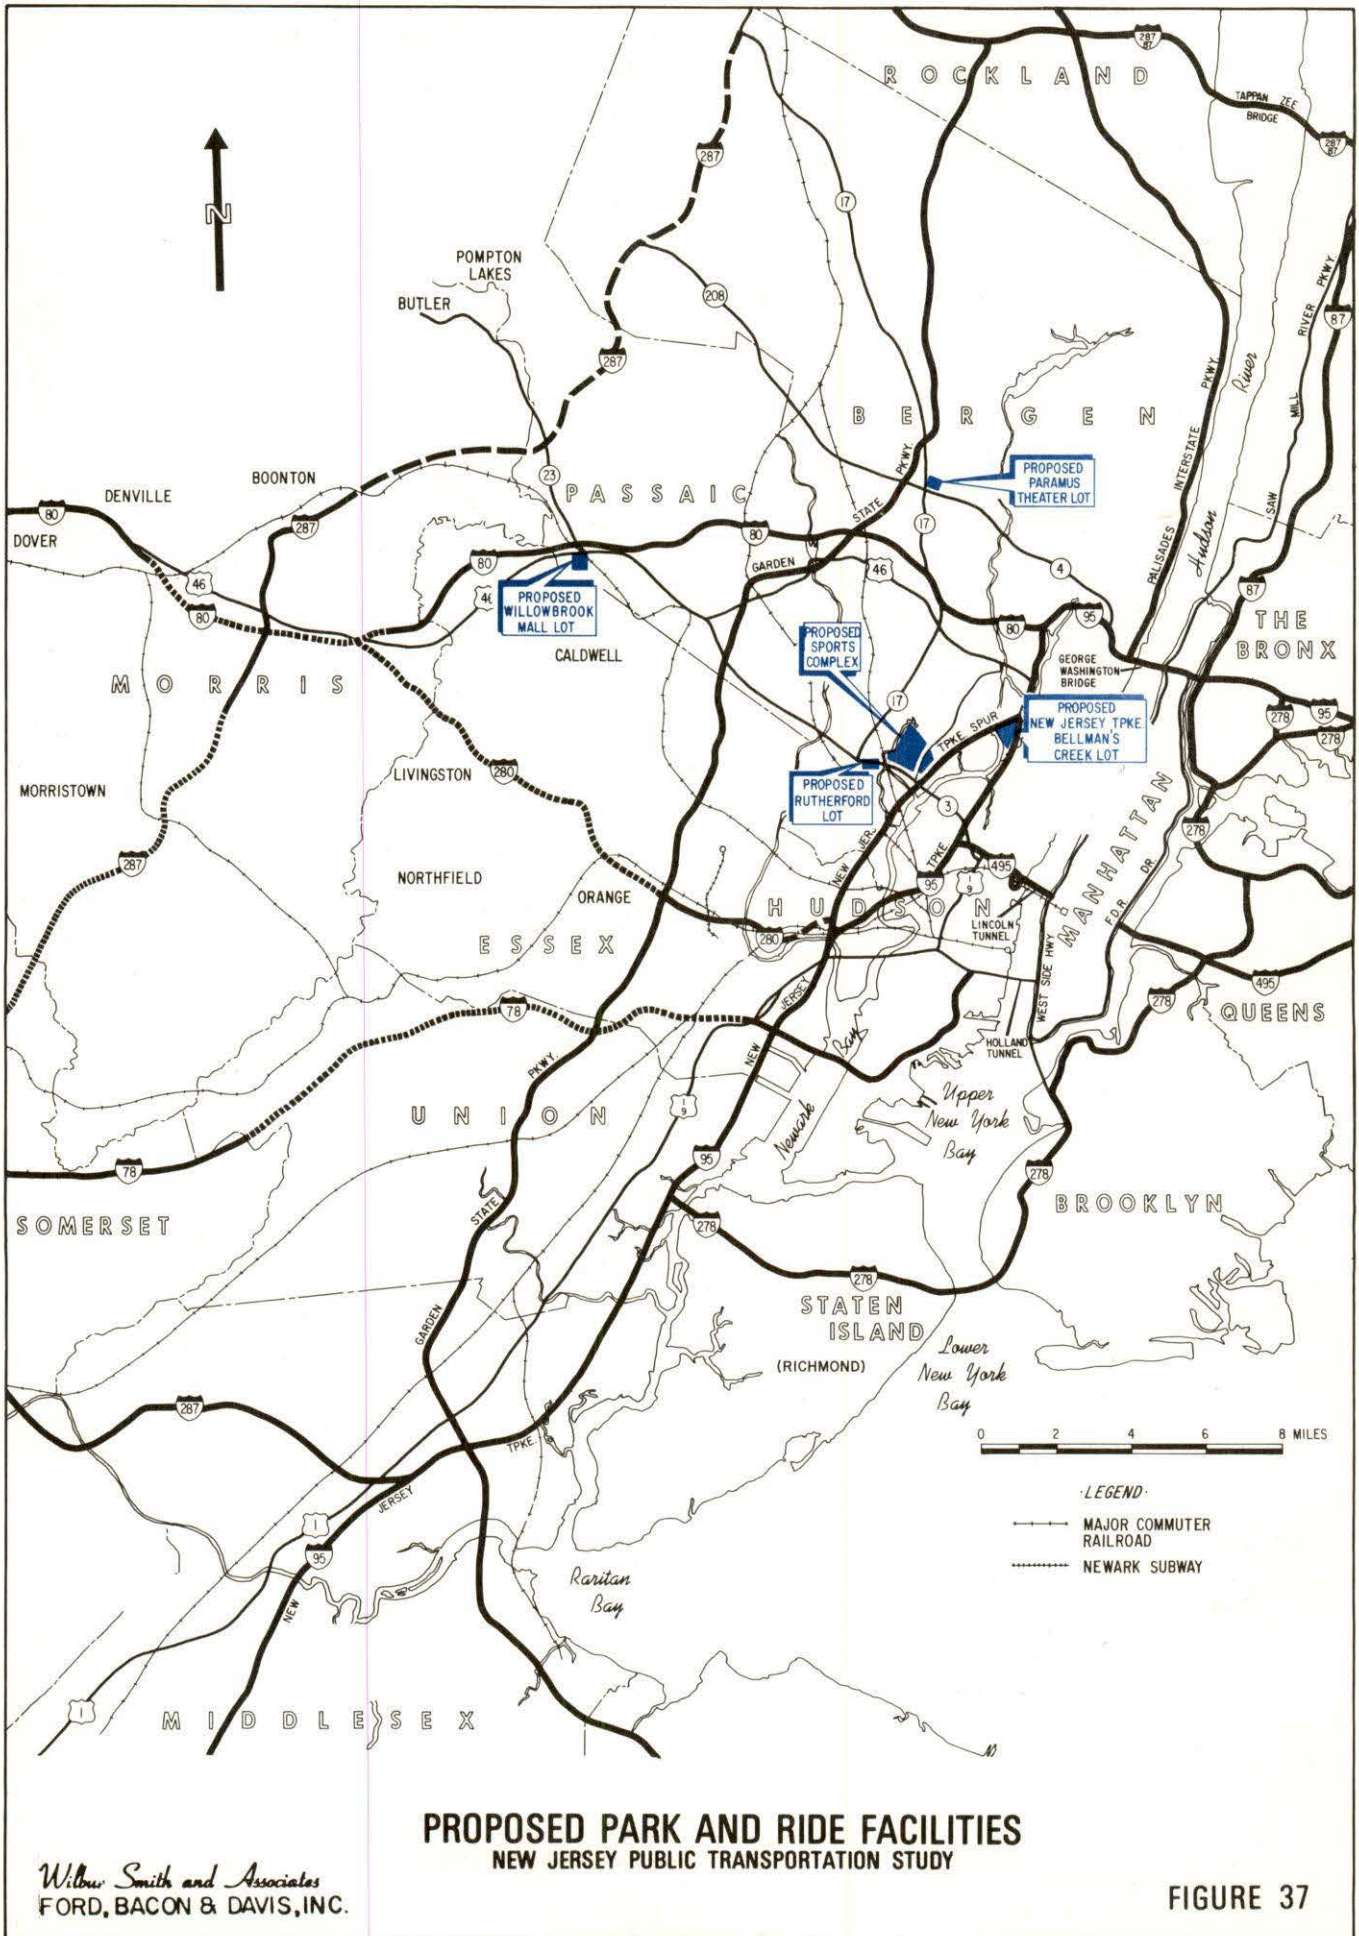 ROCKLAND
287
87
TAPPAN ZEE
BRIDGE
287
87
N
287
17
POMPTON
LAKES
BUTLER
208
287
PKWY.
River
RIVER
PKWY
MILL
SAW
87
BERGEN
INTERSTATE
PALISADES
Hudson
23
PASSAIC
PKWY.
STATE
GARDEN
PROPOSED
PARAMUS
THEATER LOT
BOONTON
DENVILLE
80
DOVER
287
80
80
17
46
4
46
80
46
PROPOSED
WILLOWBROOK
MALL LOT
CALDWELL
87
THE
BRONX
80
95
GEORGE
WASHINGTON
BRIDGE
PROPOSED
SPORTS
COMPLEX
MORRIS
17
TPKE SPUR
PROPOSED
NEW JERSEY TPKE.
BELLMAN'S
CREEK LOT
278
95
278
LIVINGSTON
280
MORRISTOWN
PROPOSED
RUTHERFORD
LOT
3
MANHATTAN
278
287
NORTHFIELD
ORANGE
NEW
TPKE.
95
1
9
495
F.D.R. DR.
HUDSON
LINCOLN
TUNNEL
ESSEX
280
WEST SIDE HWY
495
278
QUEENS
78
JERSEY
NEW
HOLLAND
TUNNEL
PKWY.
Newark
Bay
Upper
New York
Bay
UNION
1
9
95
78
278
BROOKLYN
SOMERSET
STATE
278
278
STATEN
ISLAND
(RICHMOND)
GARDEN
Lower
New York
Bay
287
TPKE.
JERSEY
0 2 4 6 8 MILES
·LEGEND·
MAJOR COMMUTER
RAILROAD
NEWARK SUBWAY
1
95
NEW
Raritan
Bay
1
MIDDLESEX
PROPOSED PARK AND RIDE FACILITIES
NEW JERSEY PUBLIC TRANSPORTATION STUDY
Wilbur Smith and Associates
FORD, BACON & DAVIS, INC.
FIGURE 37